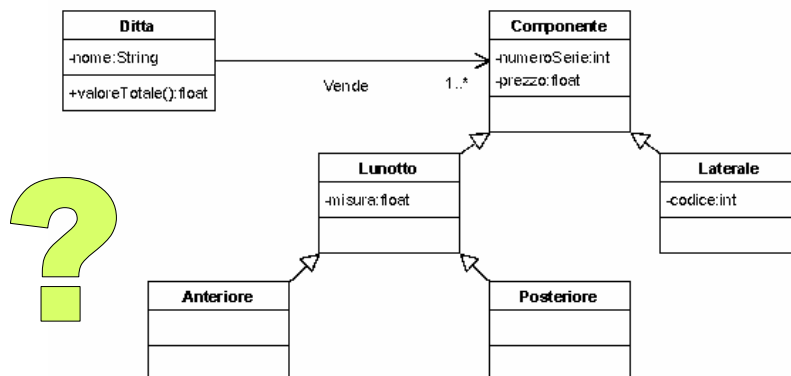 Ditta
-nome:String
+valoreTotale():float
Vende
1..*
Componente
-numeroSerie:int
-prezzo:float
Lunotto
-misura:float
Laterale
-codice:int
Anteriore
Posteriore
?